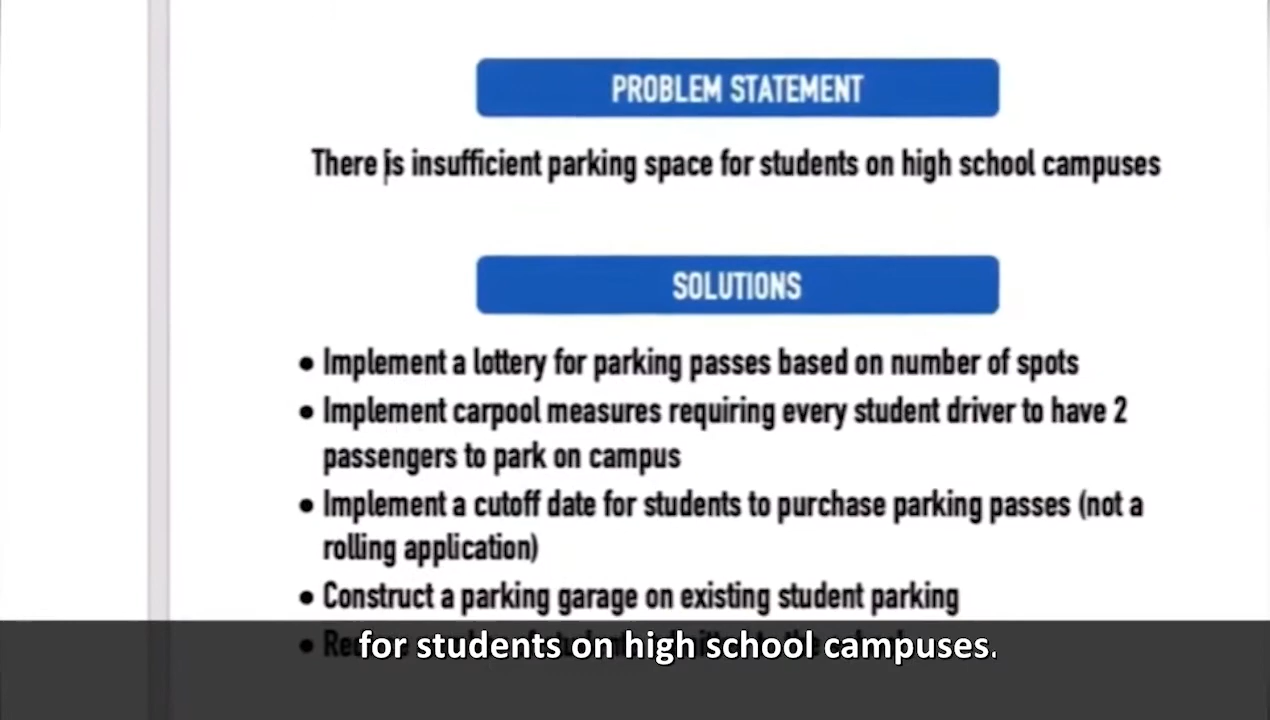 PROBLEM STATEMENT
There is insufficient parking space for students on high school campuses
SOLUTIONS
• Implement a lottery for parking passes based on number of spots
• Implement carpool measures requiring every student driver to have 2
passengers to park on campus
• Implement a cutoff date for students to purchase parking passes (not a
rolling application)
• Construct a parking garage on existing student parking
for students on high school campuses.